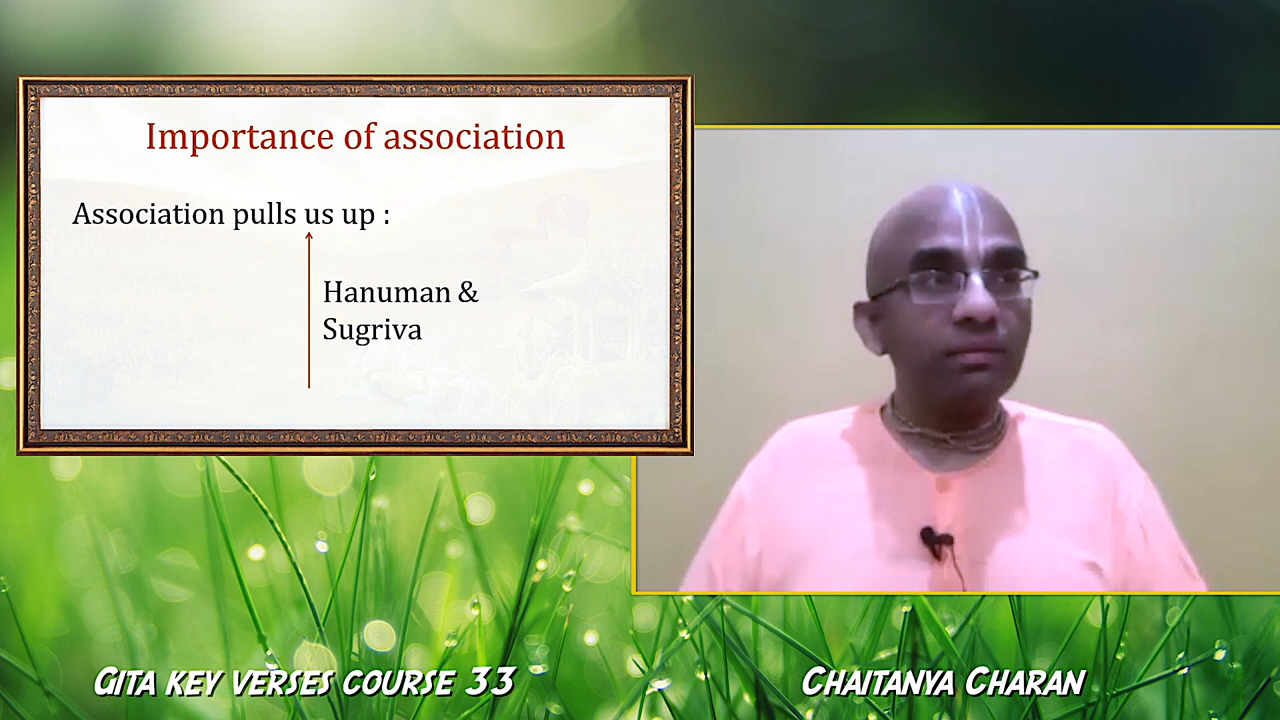 Importance of association
Association pulls us up :
Hanuman &
Sugriva
Gita key verses course 33
Chaitanya Charan